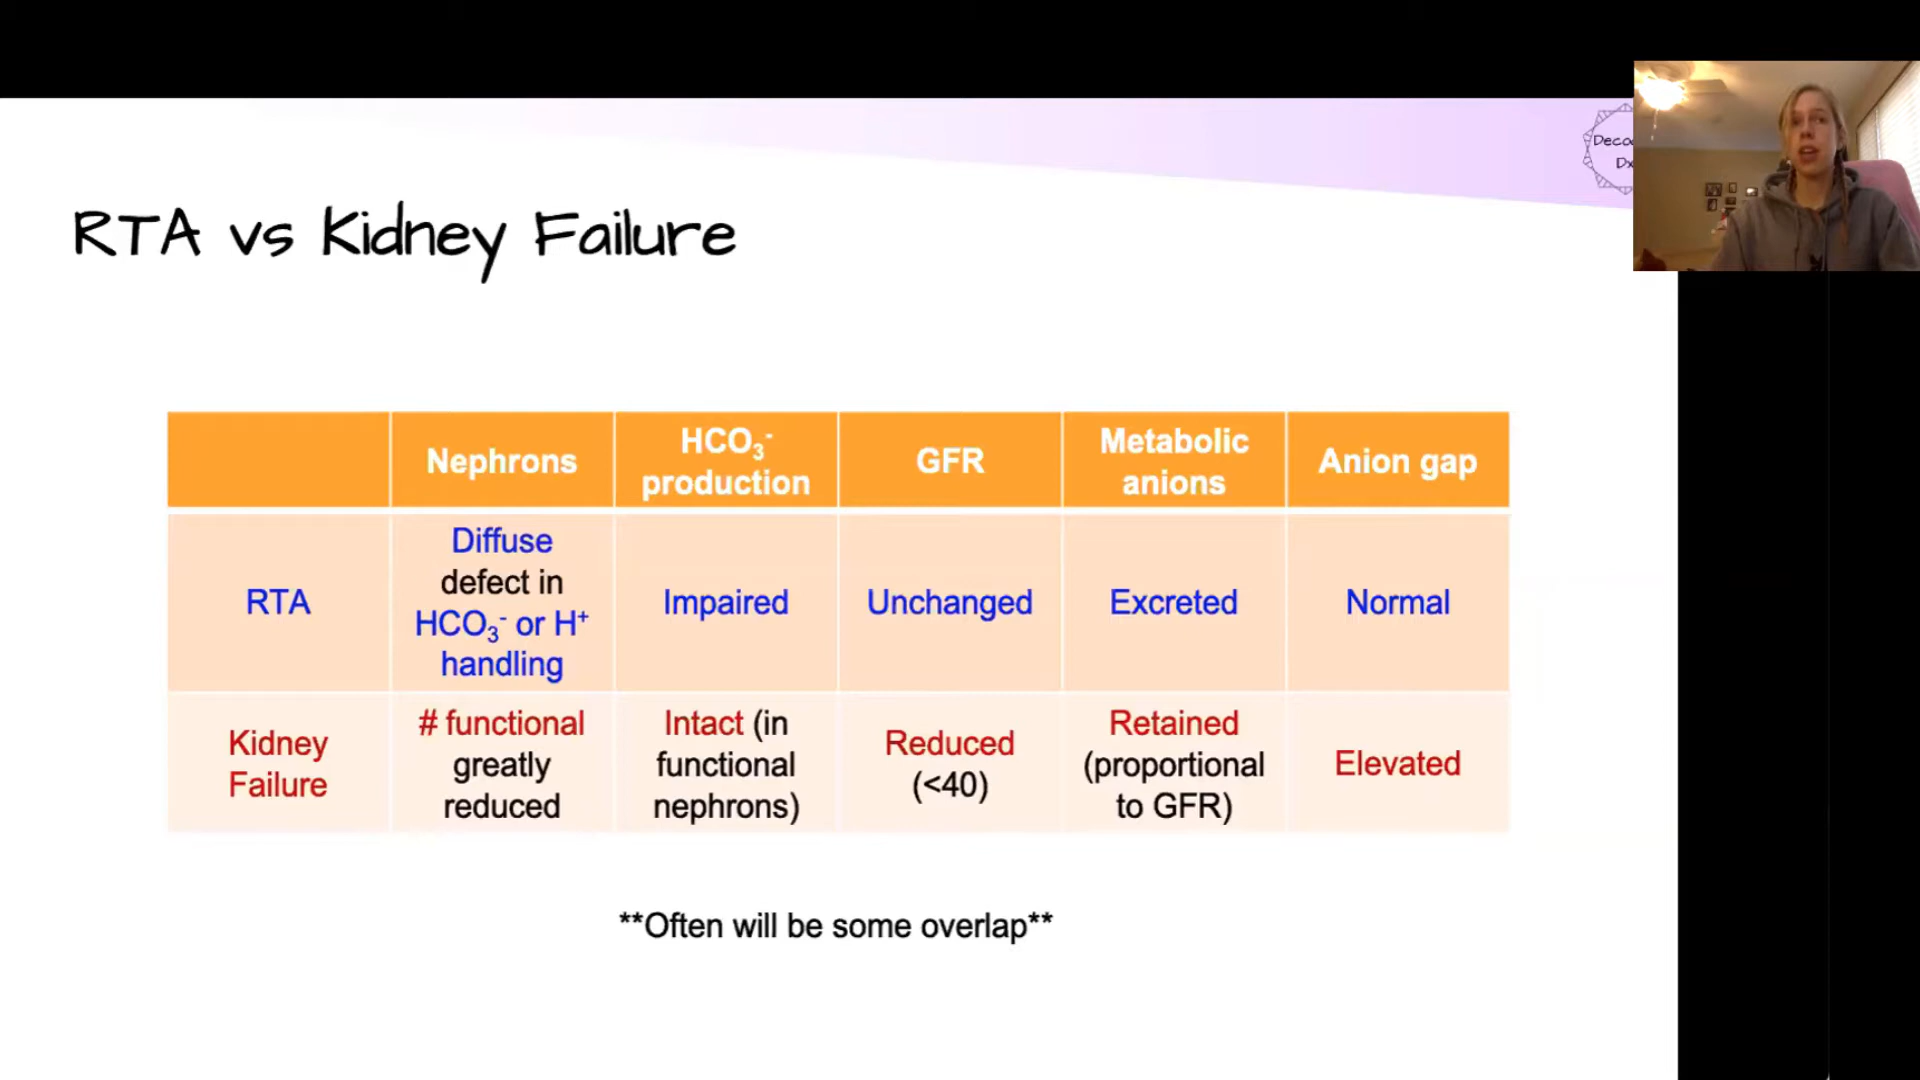 Deco
Dx
RTA vs Kidney Failure
Nephrons
HCO₃⁻
production
GFR
Metabolic
anions
Anion gap
RTA
Diffuse
defect in
HCO₃⁻ or H⁺
handling
Impaired
Unchanged
Excreted
Normal
Kidney
Failure
# functional
greatly
reduced
Intact (in
functional
nephrons)
Reduced
(<40)
Retained
(proportional
to GFR)
Elevated
**Often will be some overlap**